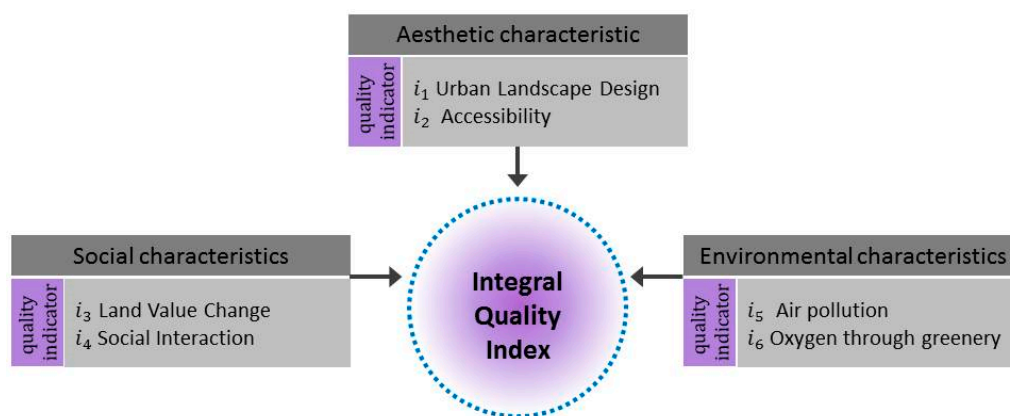 Aesthetic characteristic
quality
indicator
i₁ Urban Landscape Design
i₂ Accessibility
Social characteristics
quality
indicator
i₃ Land Value Change
i₄ Social Interaction
Integral
Quality
Index
Environmental characteristics
quality
indicator
i₅ Air pollution
i₆ Oxygen through greenery